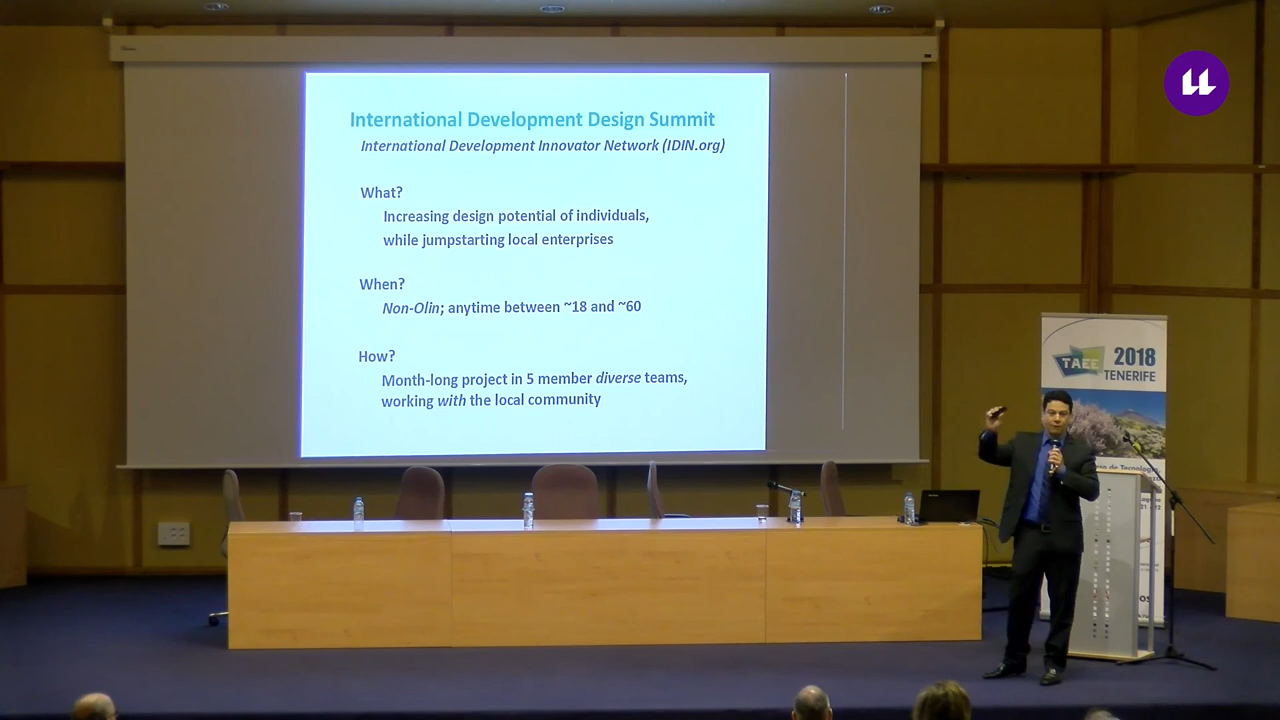 International Development Design Summit
International Development Innovator Network (IDIN.org)
What?
Increasing design potential of individuals,
while jumpstarting local enterprises
When?
Non-Olin; anytime between ~18 and ~60
How?
Month-long project in 5 member diverse teams,
working with the local community
TAEE
2018
TENERIFE
de Tecnología,